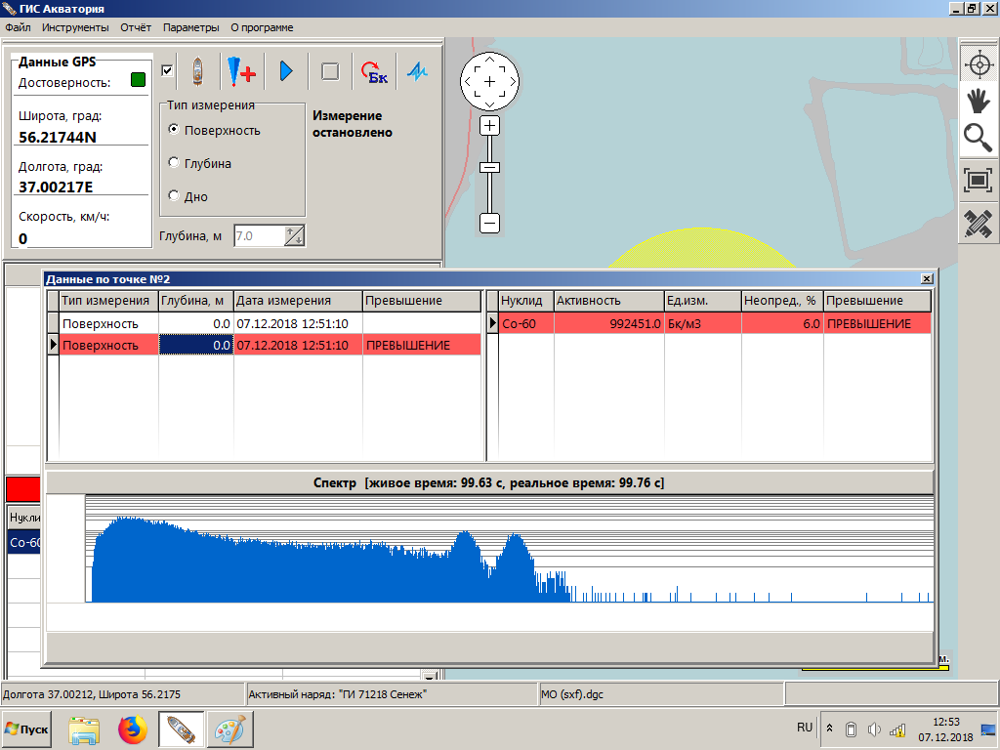 ГИС Акватория
Файл Инструменты Отчёт Параметры О программе
Данные GPS
Достоверность:
Широта, град:
56.21744N
Долгота, град:
37.00217E
Скорость, км/ч:
0
Бк
Тип измерения
Поверхность
Глубина
Дно
Глубина, м 7.0
Измерение
остановлено
Данные по точке №2
Тип измерения Глубина, м Дата измерения Превышение
Поверхность 0.0 07.12.2018 12:51:10
Поверхность 0.0 07.12.2018 12:51:10 ПРЕВЫШЕНИЕ
Нуклид Активность Ед.изм. Неопред., % Превышение
Co-60 992451.0 Бк/м3 6.0 ПРЕВЫШЕНИЕ
Спектр [живое время: 99.63 с, реальное время: 99.76 с]
Нукли
Co-60
м.
Долгота 37.00212, Широта 56.2175 Активный наряд: "ГИ 71218 Сенеж" МО (sxf).dgc
Пуск RU 12:53
07.12.2018